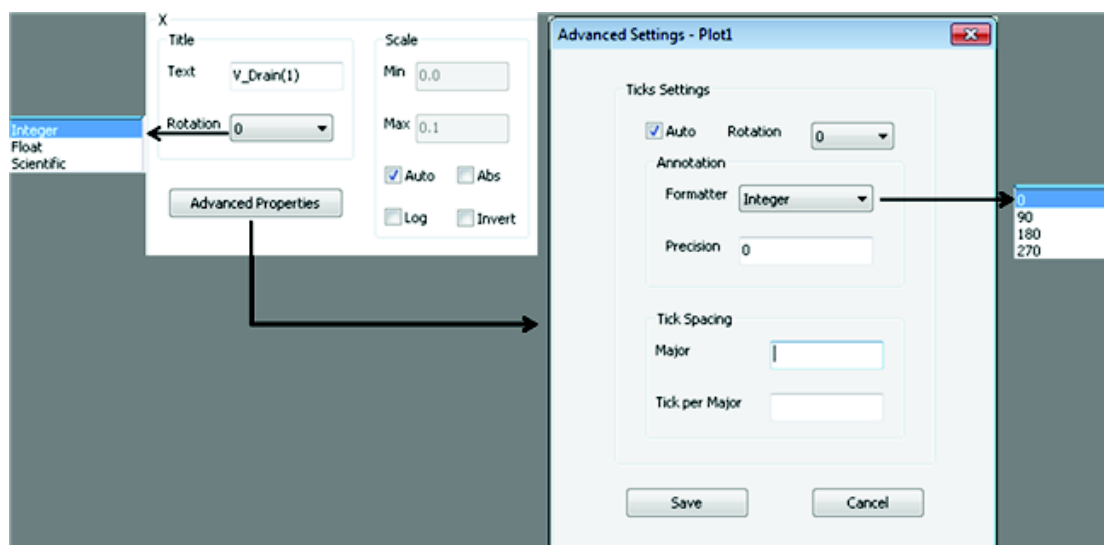 X
Title
Text V_Drain(1)
Rotation 0
Advanced Properties
Scale
Min 0.0
Max 0.1
Auto Abs
Log Invert
Integer
Float
Scientific
Advanced Settings - Plot1
Ticks Settings
Auto Rotation 0
Annotation
Formatter Integer
Precision 0
Tick Spacing
Major
Tick per Major
Save Cancel
0
90
180
270